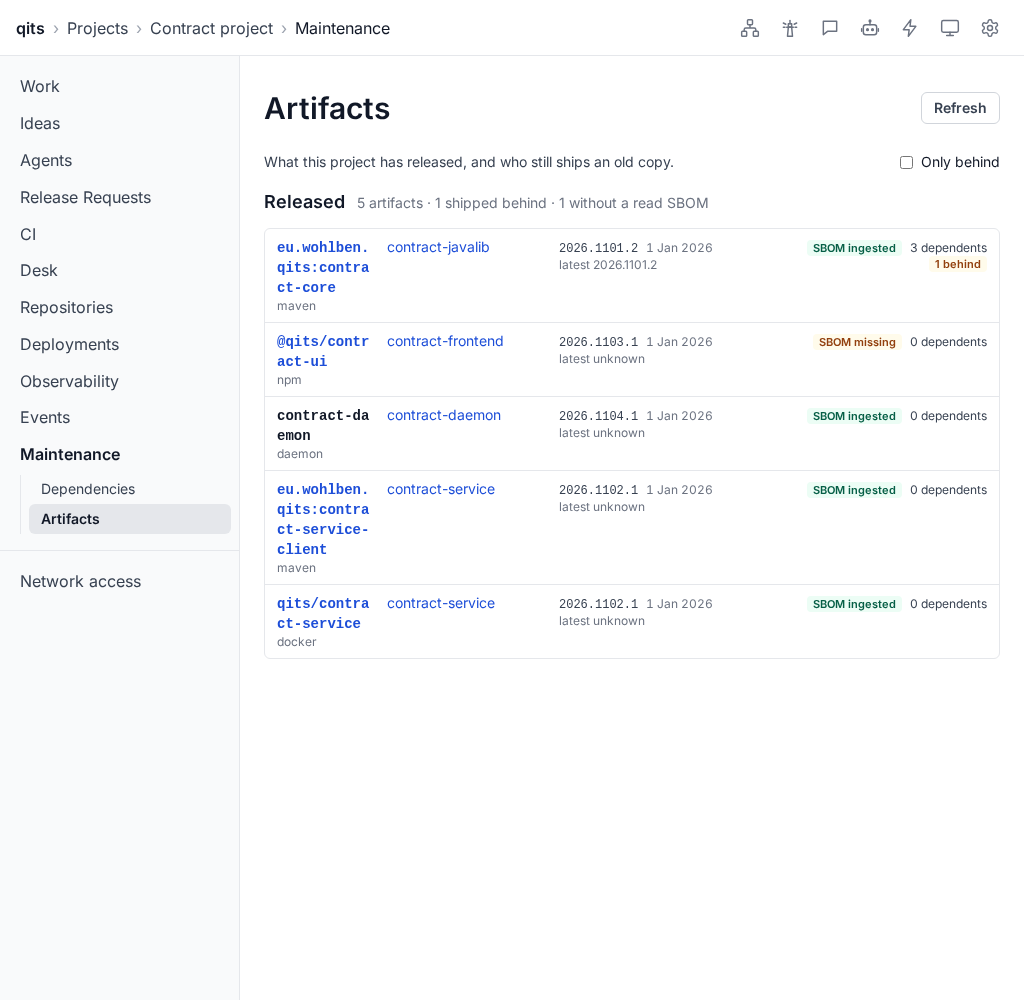 qits › Projects › Contract project › Maintenance
Work
Ideas
Agents
Release Requests
CI
Desk
Repositories
Deployments
Observability
Events
Maintenance
Dependencies
Artifacts
Network access
Artifacts
Refresh
What this project has released, and who still ships an old copy.
Only behind
Released 5 artifacts · 1 shipped behind · 1 without a read SBOM
eu.wohlben.
qits:contra
ct-core
maven
contract-javalib
2026.1101.2 1 Jan 2026
latest 2026.1101.2
SBOM ingested 3 dependents
1 behind
@qits/contr
act-ui
npm
contract-frontend
2026.1103.1 1 Jan 2026
latest unknown
SBOM missing 0 dependents
contract-da
emon
daemon
contract-daemon
2026.1104.1 1 Jan 2026
latest unknown
SBOM ingested 0 dependents
eu.wohlben.
qits:contra
ct-service-
client
maven
contract-service
2026.1102.1 1 Jan 2026
latest unknown
SBOM ingested 0 dependents
qits/contra
ct-service
docker
contract-service
2026.1102.1 1 Jan 2026
latest unknown
SBOM ingested 0 dependents